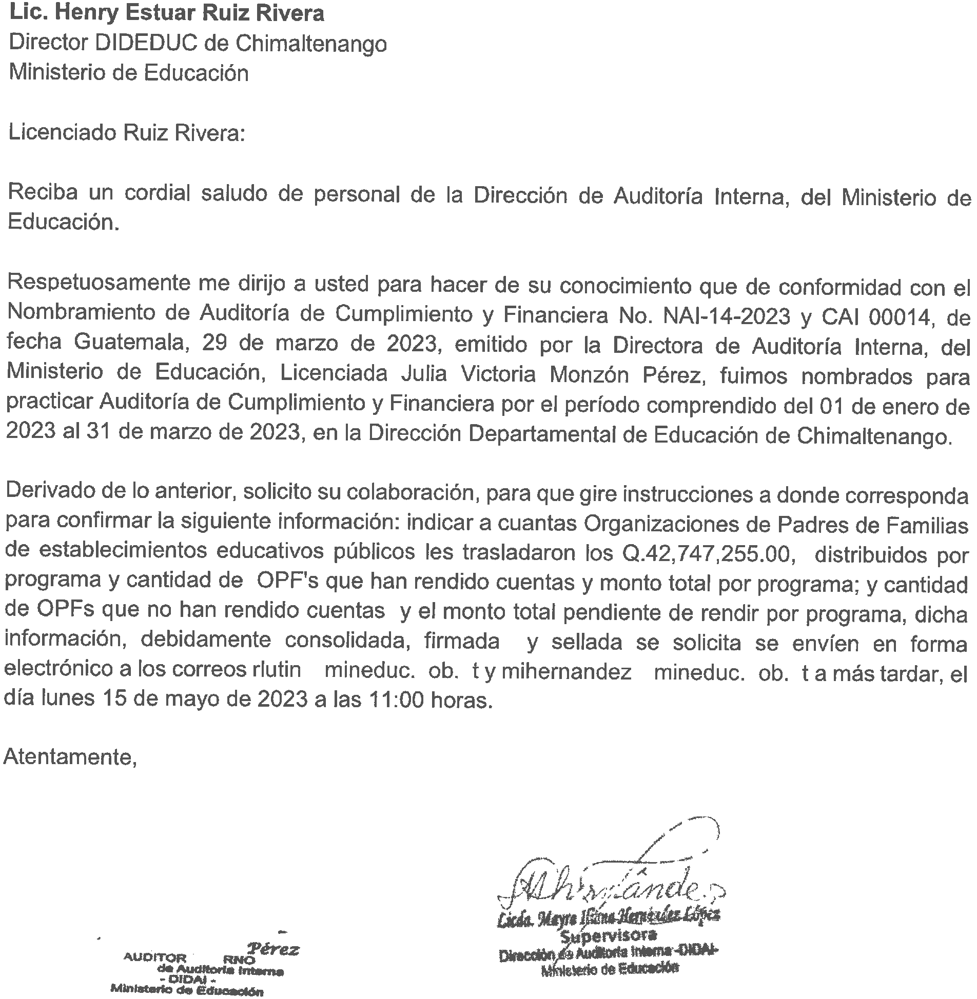 Lic. Henry Estuar Ruiz Rivera
Director DIDEDUC de Chimaltenango
Ministerio de Educación
Licenciado Ruiz Rivera:
Reciba un cordial saludo de personal de la Dirección de Auditoría Interna, del Ministerio de
Educación.
Respetuosamente me dirijo a usted para hacer de su conocimiento que de conformidad con el
Nombramiento de Auditoría de Cumplimiento y Financiera No. NAI-14-2023 y CAI 00014, de
fecha Guatemala, 29 de marzo de 2023, emitido por la Directora de Auditoría Interna, del
Ministerio de Educación, Licenciada Julia Victoria Monzón Pérez, fuimos nombrados para
practicar Auditoría de Cumplimiento y Financiera por el período comprendido del 01 de enero de
2023 al 31 de marzo de 2023, en la Dirección Departamental de Educación de Chimaltenango.
Derivado de lo anterior, solicito su colaboración, para que gire instrucciones a donde corresponda
para confirmar la siguiente información: indicar a cuantas Organizaciones de Padres de Familias
de establecimientos educativos públicos les trasladaron los Q.42,747,255.00, distribuidos por
programa y cantidad de OPF's que han rendido cuentas y monto total por programa; y cantidad
de OPFs que no han rendido cuentas y el monto total pendiente de rendir por programa, dicha
información, debidamente consolidada, firmada y sellada se solicita se envíen en forma
electrónico a los correos rlutin mineduc. ob. t y mihernandez mineduc. ob. t a más tardar, el
día lunes 15 de mayo de 2023 a las 11:00 horas.
Atentamente,
Licda. Mayra Hernández López
Supervisora
Dirección de Auditoría Interna -DIDAI-
Ministerio de Educación
Pérez
AUDITOR RNO
de Auditoría Interna
- DIDAI -
Ministerio de Educación